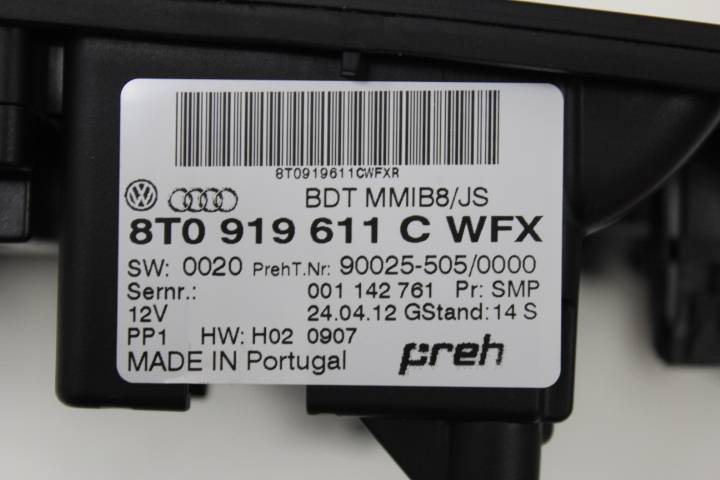 8T0919611CWFXR
BDT MMIB8/JS
8T0 919 611 C WFX
SW: 0020 PrehT.Nr: 90025-505/0000
Sernr.: 001 142 761 Pr: SMP
12V 24.04.12 GStand: 14 S
PP1 HW: H02 0907
MADE IN Portugal preh